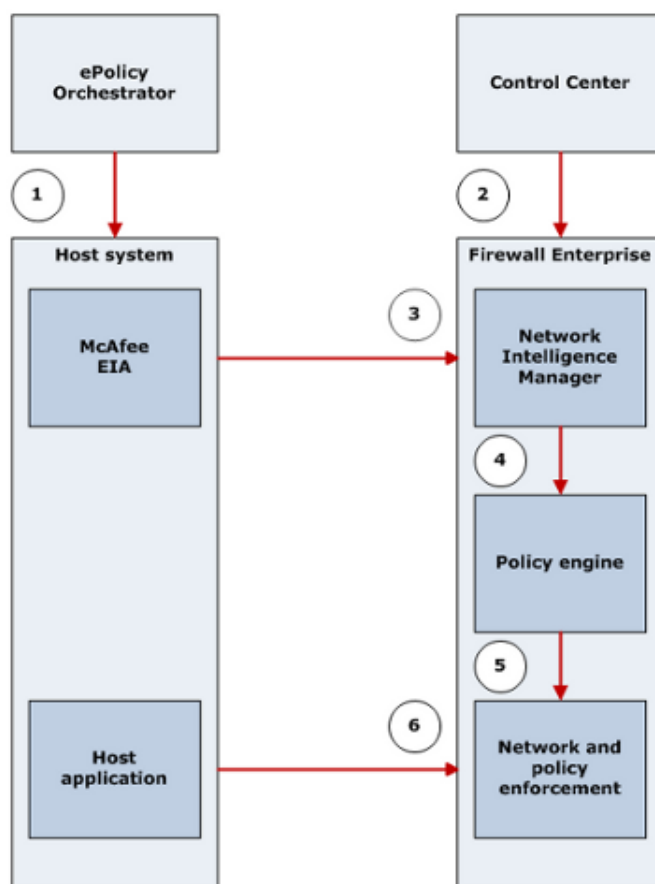 ePolicy
Orchestrator
Control Center
1
2
Host system
Firewall Enterprise
McAfee
EIA
3
Network
Intelligence
Manager
4
Policy engine
5
Host
application
6
Network and
policy
enforcement